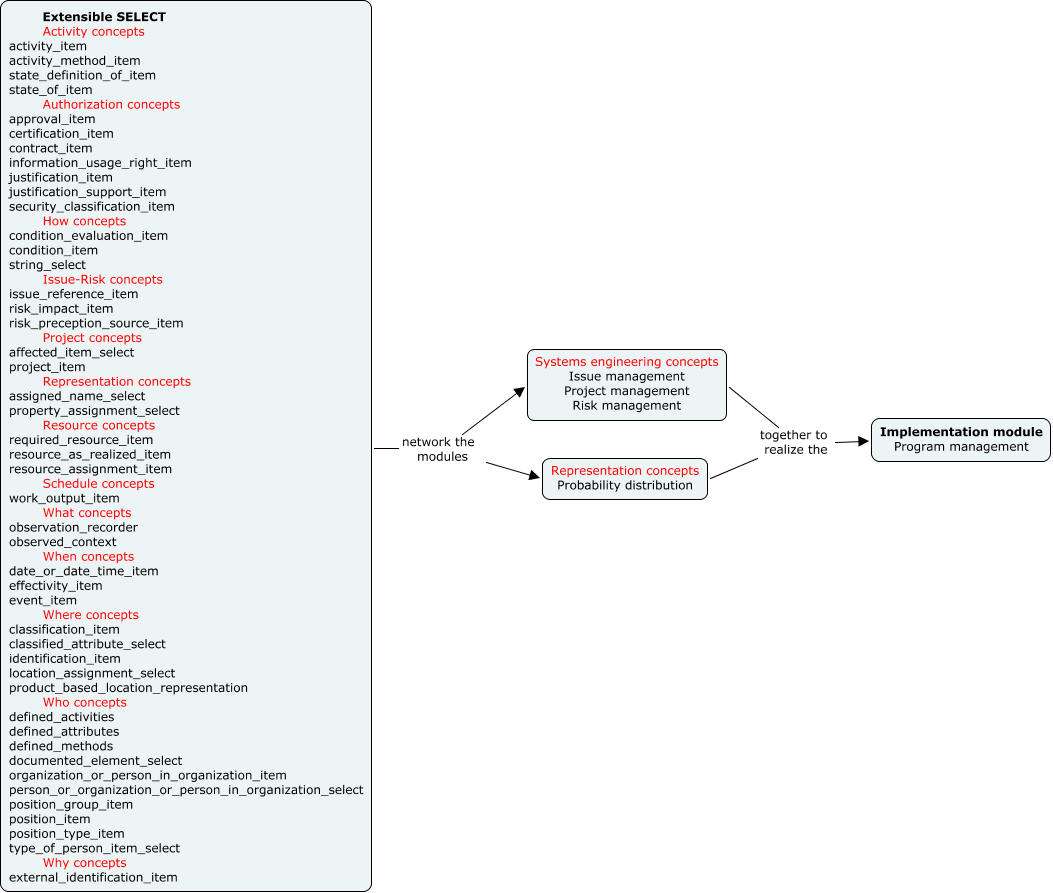 Extensible SELECT
Activity concepts
activity_item
activity_method_item
state_definition_of_item
state_of_item
Authorization concepts
approval_item
certification_item
contract_item
information_usage_right_item
justification_item
justification_support_item
security_classification_item
How concepts
condition_evaluation_item
condition_item
string_select
Issue-Risk concepts
issue_reference_item
risk_impact_item
risk_preception_source_item
Project concepts
affected_item_select
project_item
Representation concepts
assigned_name_select
property_assignment_select
Resource concepts
required_resource_item
resource_as_realized_item
resource_assignment_item
Schedule concepts
work_output_item
What concepts
observation_recorder
observed_context
When concepts
date_or_date_time_item
effectivity_item
event_item
Where concepts
classification_item
classified_attribute_select
identification_item
location_assignment_select
product_based_location_representation
Who concepts
defined_activities
defined_attributes
defined_methods
documented_element_select
organization_or_person_in_organization_item
person_or_organization_or_person_in_organization_select
position_group_item
position_item
position_type_item
type_of_person_item_select
Why concepts
external_identification_item
network the
modules
Systems engineering concepts
Issue management
Project management
Risk management
Representation concepts
Probability distribution
together to
realize the
Implementation module
Program management